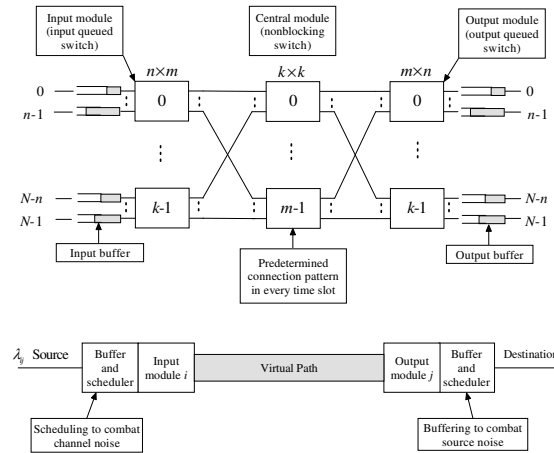 Input module
(input queued
switch)
Central module
(nonblocking
switch)
Output module
(output queued
switch)
n×m
k×k
m×n
0
0
0
0
0
n-1
n-1
N-n
k-1
m-1
k-1
N-n
N-1
N-1
Input buffer
Predetermined
connection pattern
in every time slot
Output buffer
λij Source
Buffer
and
scheduler
Input
module i
Virtual Path
Output
module j
Buffer
and
scheduler
Destination
Scheduling to combat
channel noise
Buffering to combat
source noise